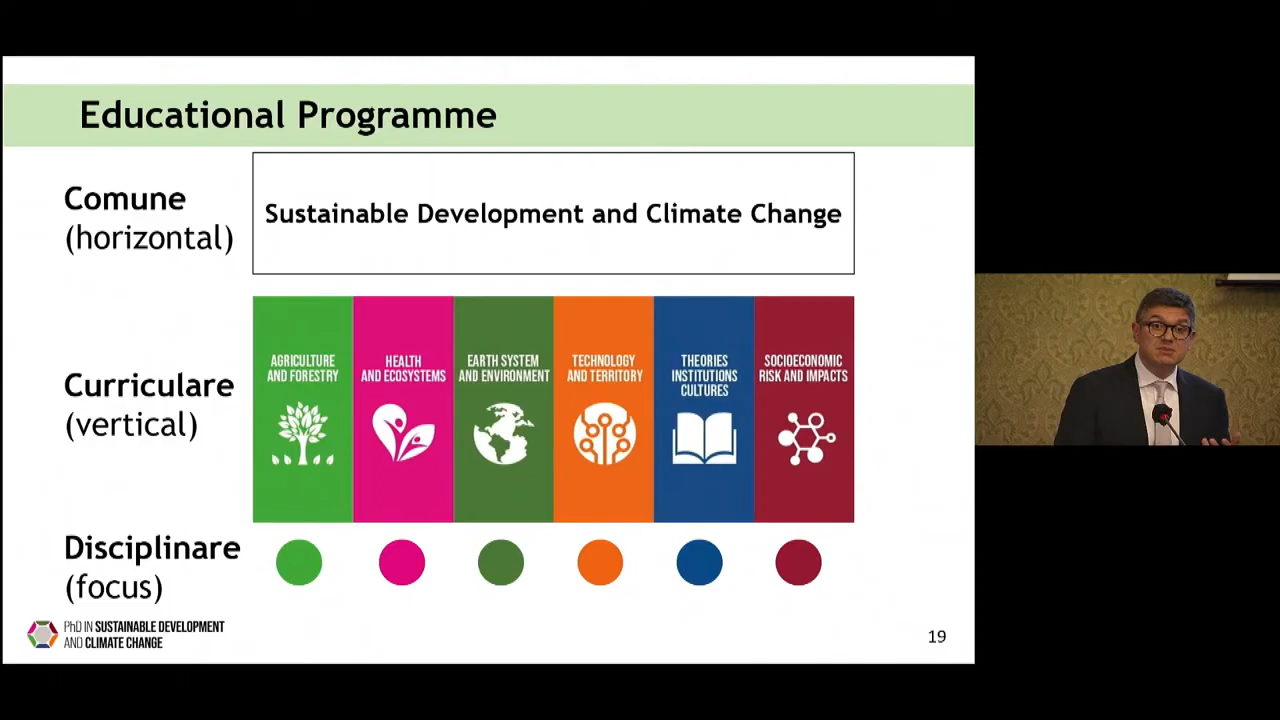 Educational Programme
Comune
(horizontal)
Sustainable Development and Climate Change
Curriculare
(vertical)
AGRICULTURE
AND FORESTRY
HEALTH
AND ECOSYSTEMS
EARTH SYSTEM
AND ENVIRONMENT
TECHNOLOGY
AND TERRITORY
THEORIES
INSTITUTIONS
CULTURES
SOCIOECONOMIC
RISK AND IMPACTS
Disciplinare
(focus)
PhD IN SUSTAINABLE DEVELOPMENT
AND CLIMATE CHANGE
19